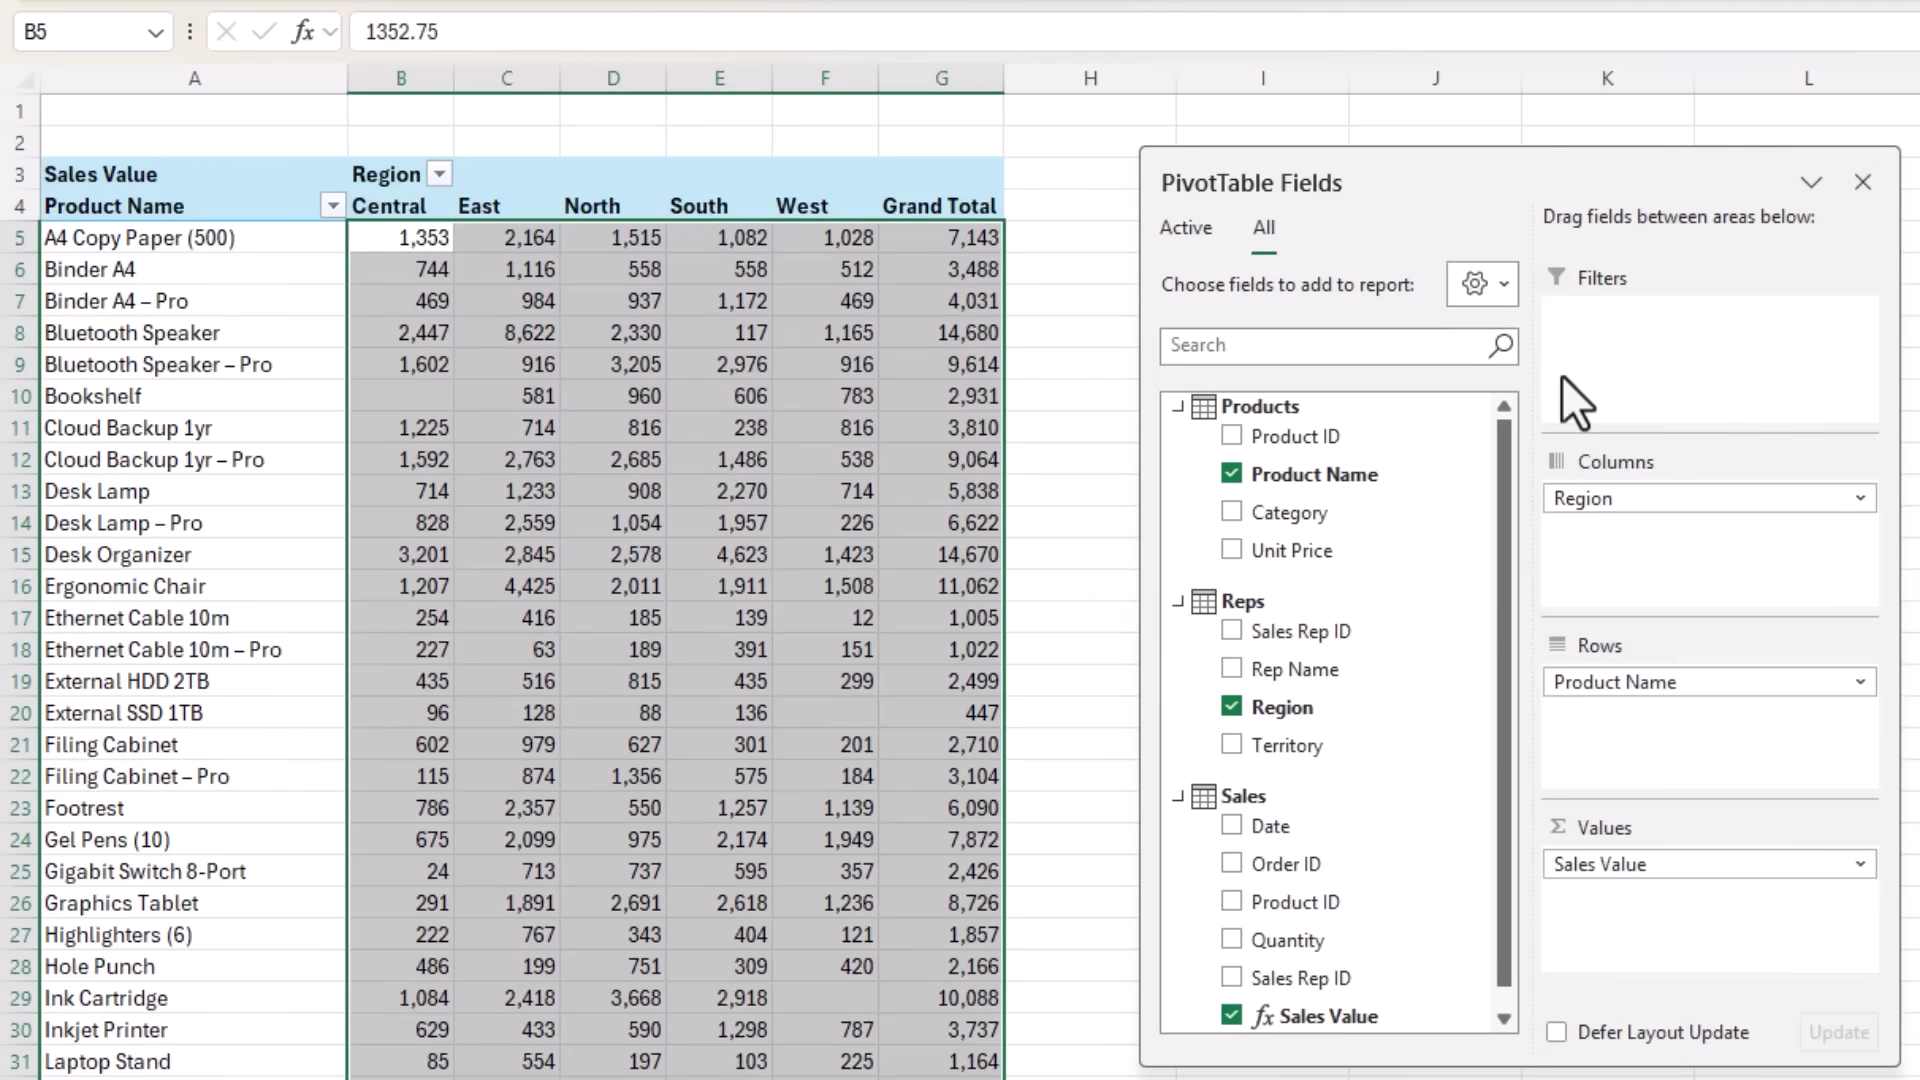 B5 fx 1352.75
A B C D E F G H I J K L
1
2
3 Sales Value Region
4 Product Name Central East North South West Grand Total
5 A4 Copy Paper (500) 1,353 2,164 1,515 1,082 1,028 7,143
6 Binder A4 744 1,116 558 558 512 3,488
7 Binder A4 – Pro 469 984 937 1,172 469 4,031
8 Bluetooth Speaker 2,447 8,622 2,330 117 1,165 14,680
9 Bluetooth Speaker – Pro 1,602 916 3,205 2,976 916 9,614
10 Bookshelf 581 960 606 783 2,931
11 Cloud Backup 1yr 1,225 714 816 238 816 3,810
12 Cloud Backup 1yr – Pro 1,592 2,763 2,685 1,486 538 9,064
13 Desk Lamp 714 1,233 908 2,270 714 5,838
14 Desk Lamp – Pro 828 2,559 1,054 1,957 226 6,622
15 Desk Organizer 3,201 2,845 2,578 4,623 1,423 14,670
16 Ergonomic Chair 1,207 4,425 2,011 1,911 1,508 11,062
17 Ethernet Cable 10m 254 416 185 139 12 1,005
18 Ethernet Cable 10m – Pro 227 63 189 391 151 1,022
19 External HDD 2TB 435 516 815 435 299 2,499
20 External SSD 1TB 96 128 88 136 447
21 Filing Cabinet 602 979 627 301 201 2,710
22 Filing Cabinet – Pro 115 874 1,356 575 184 3,104
23 Footrest 786 2,357 550 1,257 1,139 6,090
24 Gel Pens (10) 675 2,099 975 2,174 1,949 7,872
25 Gigabit Switch 8-Port 24 713 737 595 357 2,426
26 Graphics Tablet 291 1,891 2,691 2,618 1,236 8,726
27 Highlighters (6) 222 767 343 404 121 1,857
28 Hole Punch 486 199 751 309 420 2,166
29 Ink Cartridge 1,084 2,418 3,668 2,918 10,088
30 Inkjet Printer 629 433 590 1,298 787 3,737
31 Laptop Stand 85 554 197 103 225 1,164
PivotTable Fields
Active All
Choose fields to add to report:
Search
Products
Product ID
Product Name
Category
Unit Price
Reps
Sales Rep ID
Rep Name
Region
Territory
Sales
Date
Order ID
Product ID
Quantity
Sales Rep ID
fx Sales Value
Drag fields between areas below:
Filters
Columns
Region
Rows
Product Name
Σ Values
Sales Value
Defer Layout Update Update